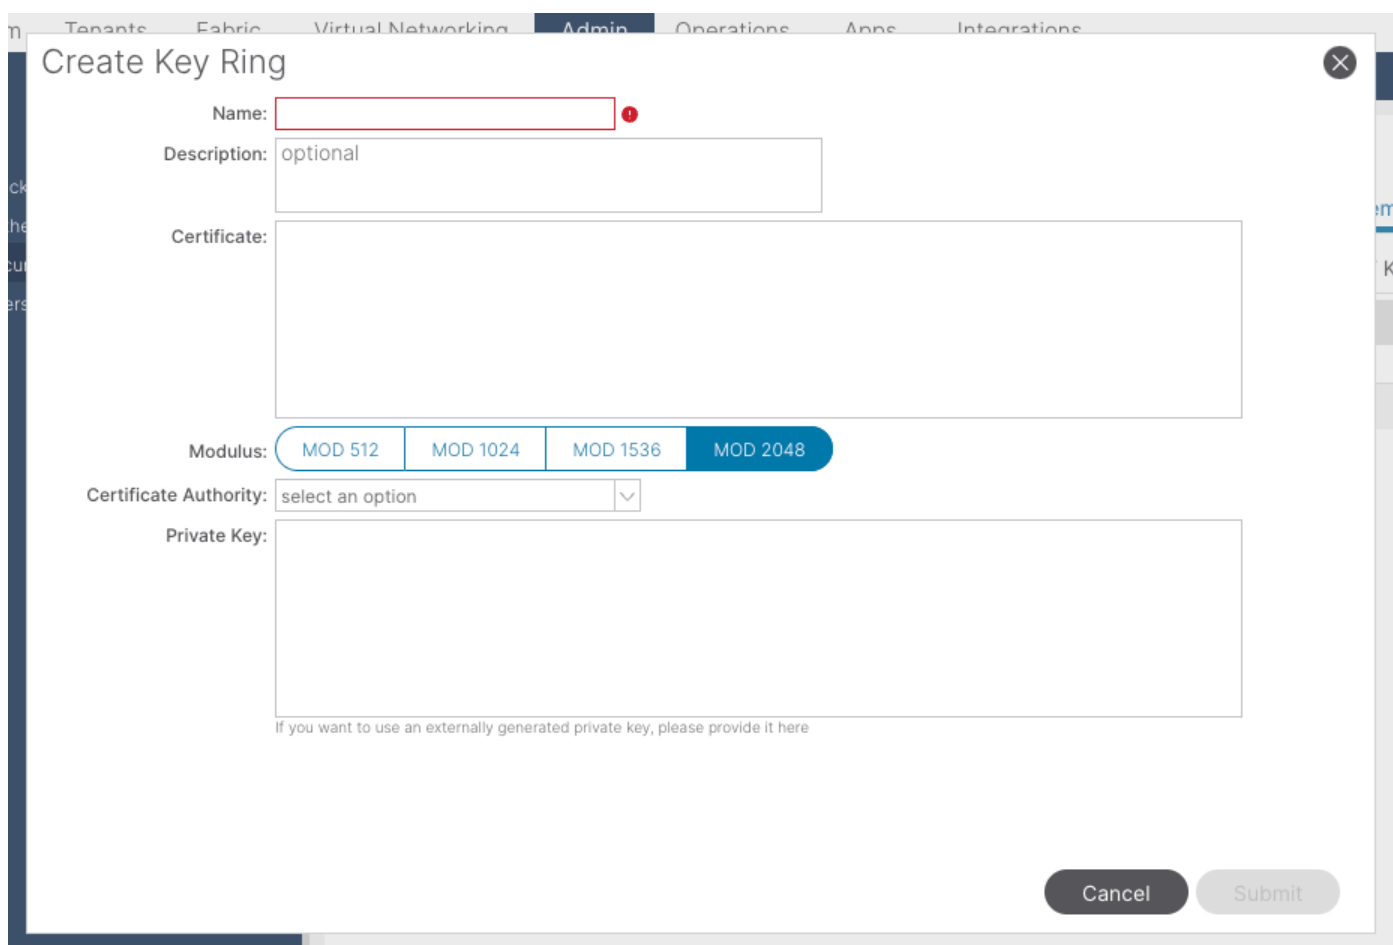 Tenants Fabric Virtual Networking Admin Operations Apps Integrations
Create Key Ring
Name:
Description: optional
Certificate:
Modulus: MOD 512 MOD 1024 MOD 1536 MOD 2048
Certificate Authority: select an option
Private Key:
If you want to use an externally generated private key, please provide it here
Cancel Submit